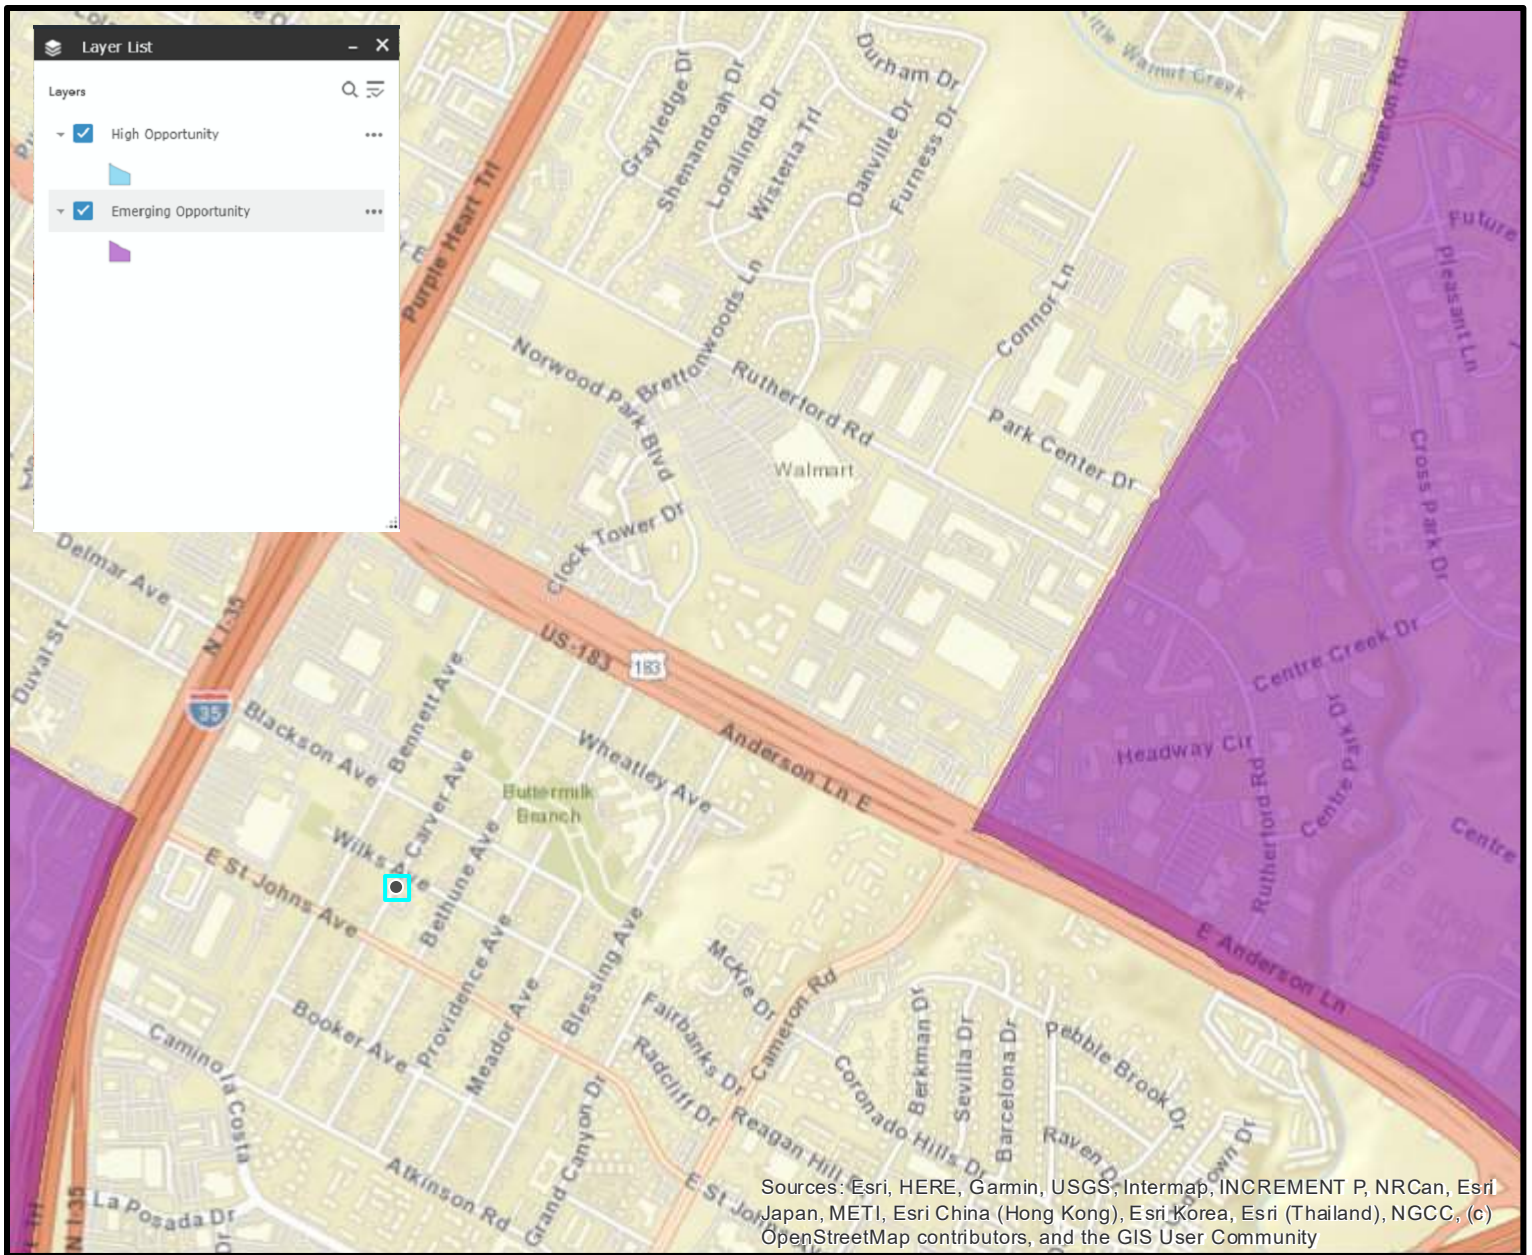 Layer List
Layers
High Opportunity
Emerging Opportunity
Little Walnut Creek
Cameron Rd
Durham Dr
Grayledge Dr
Shenandoah Dr
Loralinda Dr
Wisteria Trl
Danville Dr
Furness Dr
Purple Heart Trl
Future
Pleasant Ln
Connor Ln
Norwood Park Blvd
Brettonwoods Ln
Rutherford Rd
Park Center Dr
Walmart
Cross Park Dr
Clock Tower Dr
Delmar Ave
N I-35
Duval St
US-183
183
35
Centre Creek Dr
Centre Park Dr
Headway Cir
Rutherford Rd
Centre
Blackson Ave
Bennett Ave
Wheatley Ave
Anderson Ln E
Carver Ave
Buttermilk
Branch
Wilks Ave
E St Johns Ave
Bethune Ave
Providence Ave
Blessing Ave
Meador Ave
Booker Ave
McKie Dr
Cameron Rd
E Anderson Ln
Fairbanks Dr
Radcliff Dr
Berkman Dr
Sevilla Dr
Barcelona Dr
Pebble Brook Dr
Camino la Costa
Coronado Hills Dr
Reagan Hill
Raven Dr
Grand Canyon Dr
Atkinson Rd
E St John
La Posada Dr
N I-35
Trl
Sources: Esri, HERE, Garmin, USGS, Intermap, INCREMENT P, NRCan, Esri
Japan, METI, Esri China (Hong Kong), Esri Korea, Esri (Thailand), NGCC, (c)
OpenStreetMap contributors, and the GIS User Community